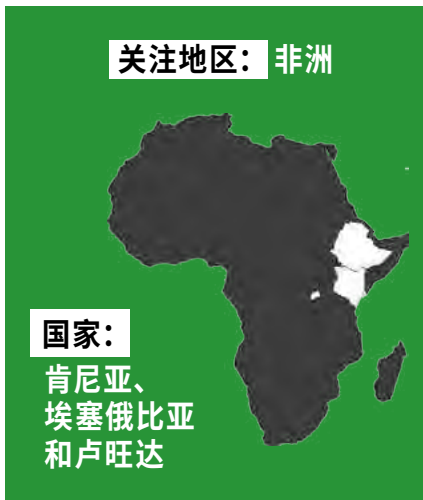 关注地区：非洲
国家：
肯尼亚、
埃塞俄比亚
和卢旺达